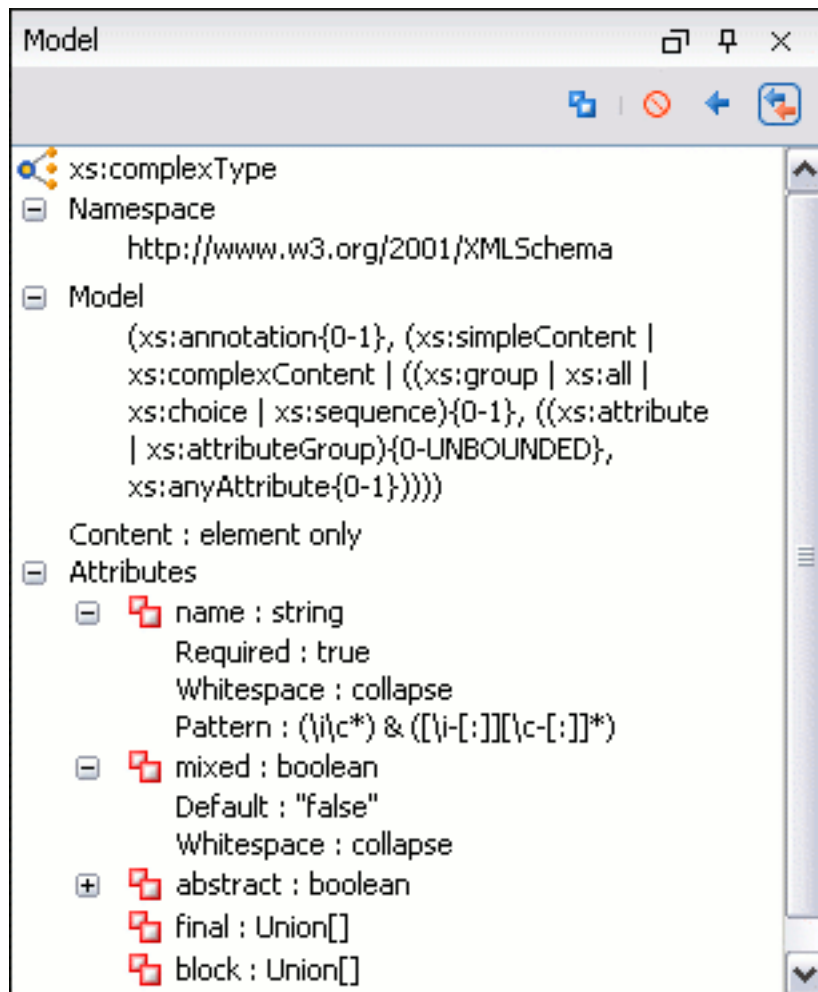 Model
xs:complexType
Namespace
http://www.w3.org/2001/XMLSchema
Model
(xs:annotation{0-1}, (xs:simpleContent |
xs:complexContent | ((xs:group | xs:all |
xs:choice | xs:sequence){0-1}, ((xs:attribute
| xs:attributeGroup){0-UNBOUNDED},
xs:anyAttribute{0-1}))))
Content : element only
Attributes
name : string
Required : true
Whitespace : collapse
Pattern : (\i\c*) & ([\i-[:]][\c-[:]]*)
mixed : boolean
Default : "false"
Whitespace : collapse
abstract : boolean
final : Union[]
block : Union[]